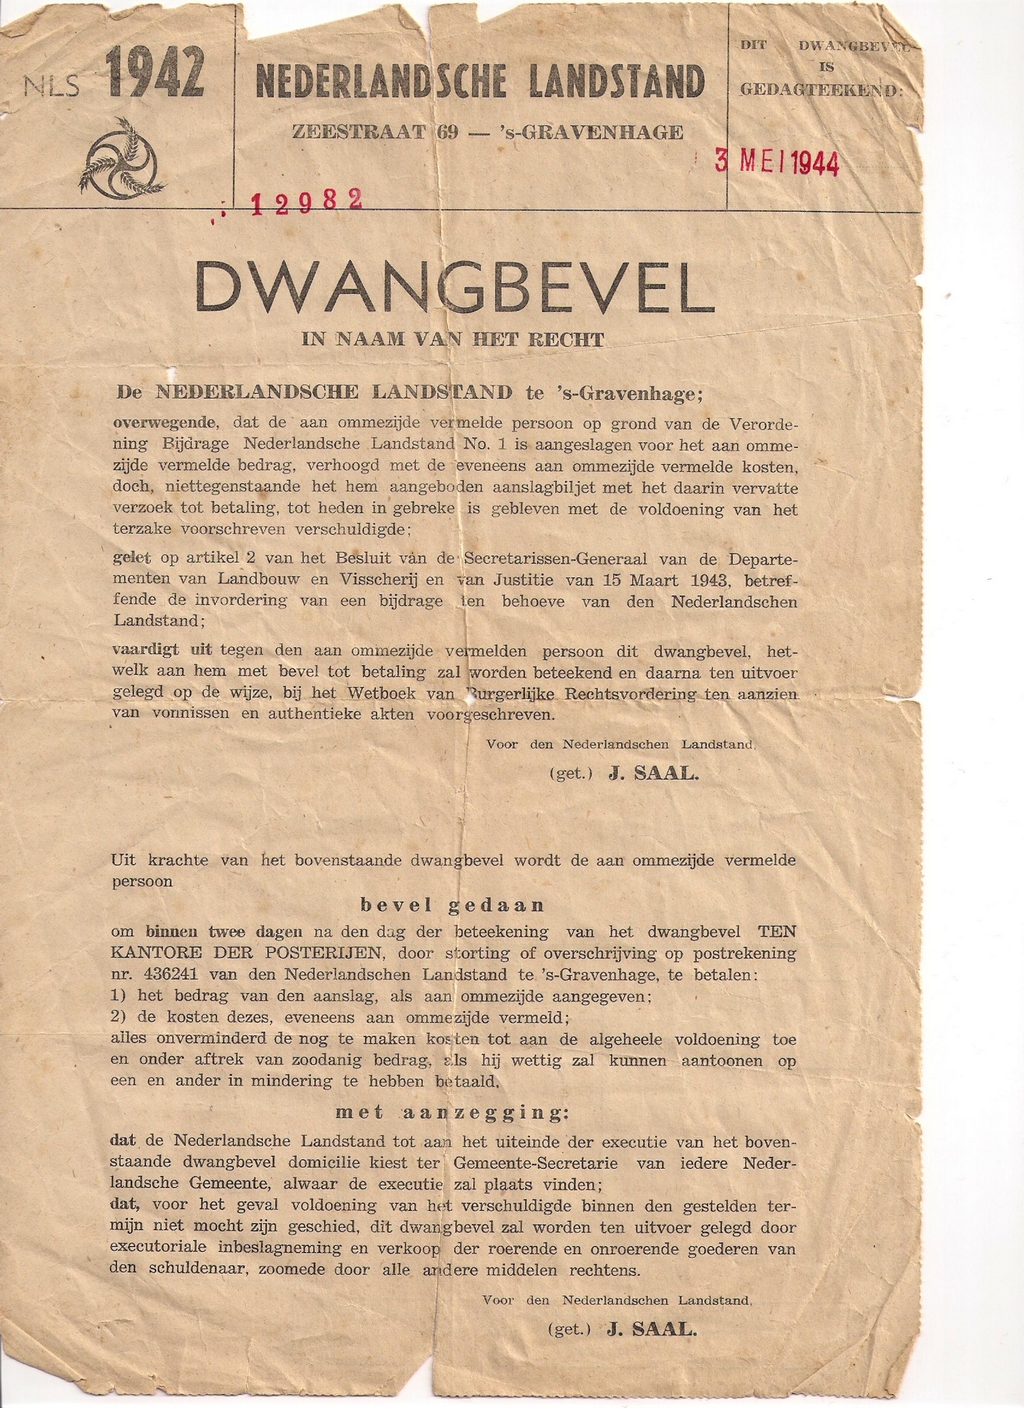 NLS 1942
NEDERLANDSCHE LANDSTAND
ZEESTRAAT 69 — 's-GRAVENHAGE
DIT DWANGBEVEL
IS
GEDAGTEEKEND:
3 MEI 1944
12982
DWANGBEVEL
IN NAAM VAN HET RECHT
De NEDERLANDSCHE LANDSTAND te 's-Gravenhage;
overwegende, dat de aan ommezijde vermelde persoon op grond van de Verorde-
ning Bijdrage Nederlandsche Landstand No. 1 is aangeslagen voor het aan omme-
zijde vermelde bedrag, verhoogd met de eveneens aan ommezijde vermelde kosten,
doch, niettegenstaande het hem aangeboden aanslagbiljet met het daarin vervatte
verzoek tot betaling, tot heden in gebreke is gebleven met de voldoening van het
terzake voorschreven verschuldigde;
gelet op artikel 2 van het Besluit van de Secretarissen-Generaal van de Departe-
menten van Landbouw en Visscherij en van Justitie van 15 Maart 1943, betref-
fende de invordering van een bijdrage ten behoeve van den Nederlandschen
Landstand;
vaardigt uit tegen den aan ommezijde vermelden persoon dit dwangbevel, het-
welk aan hem met bevel tot betaling zal worden beteekend en daarna ten uitvoer
gelegd op de wijze, bij het Wetboek van Burgerlijke Rechtsvordering ten aanzien
van vonnissen en authentieke akten voorgeschreven.
Voor den Nederlandschen Landstand,
(get.) J. SAAL.
Uit krachte van het bovenstaande dwangbevel wordt de aan ommezijde vermelde
persoon
bevel gedaan
om binnen twee dagen na den dag der beteekening van het dwangbevel TEN
KANTORE DER POSTERIJEN, door storting of overschrijving op postrekening
nr. 436241 van den Nederlandschen Landstand te 's-Gravenhage, te betalen:
1) het bedrag van den aanslag, als aan ommezijde aangegeven;
2) de kosten dezes, eveneens aan ommezijde vermeld;
alles onverminderd de nog te maken kosten tot aan de algeheele voldoening toe
en onder aftrek van zoodanig bedrag, als hij wettig zal kunnen aantoonen op
een en ander in mindering te hebben betaald,
met aanzegging:
dat de Nederlandsche Landstand tot aan het uiteinde der executie van het boven-
staande dwangbevel domicilie kiest ter Gemeente-Secretarie van iedere Neder-
landsche Gemeente, alwaar de executie zal plaats vinden;
dat, voor het geval voldoening van het verschuldigde binnen den gestelden ter-
mijn niet mocht zijn geschied, dit dwangbevel zal worden ten uitvoer gelegd door
executoriale inbeslagneming en verkoop der roerende en onroerende goederen van
den schuldenaar, zoomede door alle andere middelen rechtens.
Voor den Nederlandschen Landstand,
(get.) J. SAAL.